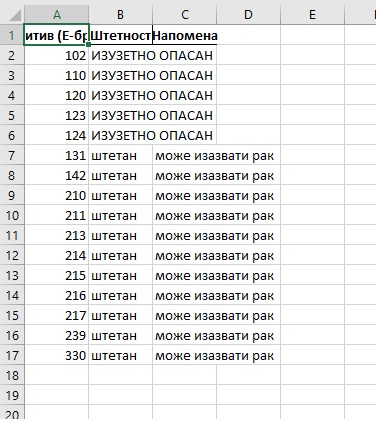 A B C D E
1 итив (Е-бр Штетност Напомена
2 102 ИЗУЗЕТНО ОПАСАН
3 110 ИЗУЗЕТНО ОПАСАН
4 120 ИЗУЗЕТНО ОПАСАН
5 123 ИЗУЗЕТНО ОПАСАН
6 124 ИЗУЗЕТНО ОПАСАН
7 131 штетан може изазвати рак
8 142 штетан може изазвати рак
9 210 штетан може изазвати рак
10 211 штетан може изазвати рак
11 213 штетан може изазвати рак
12 214 штетан може изазвати рак
13 215 штетан може изазвати рак
14 216 штетан може изазвати рак
15 217 штетан може изазвати рак
16 239 штетан може изазвати рак
17 330 штетан може изазвати рак
18
19
20